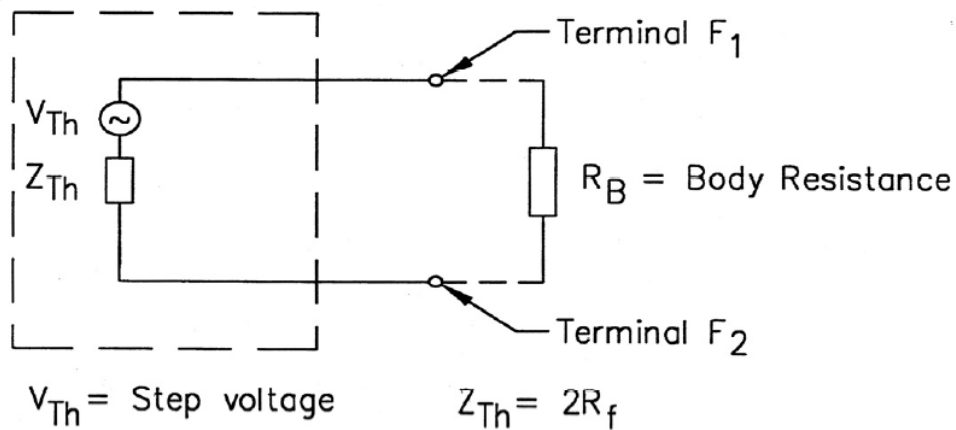 Terminal F1
VTh
ZTh
RB = Body Resistance
Terminal F2
VTh = Step voltage
ZTh = 2Rf